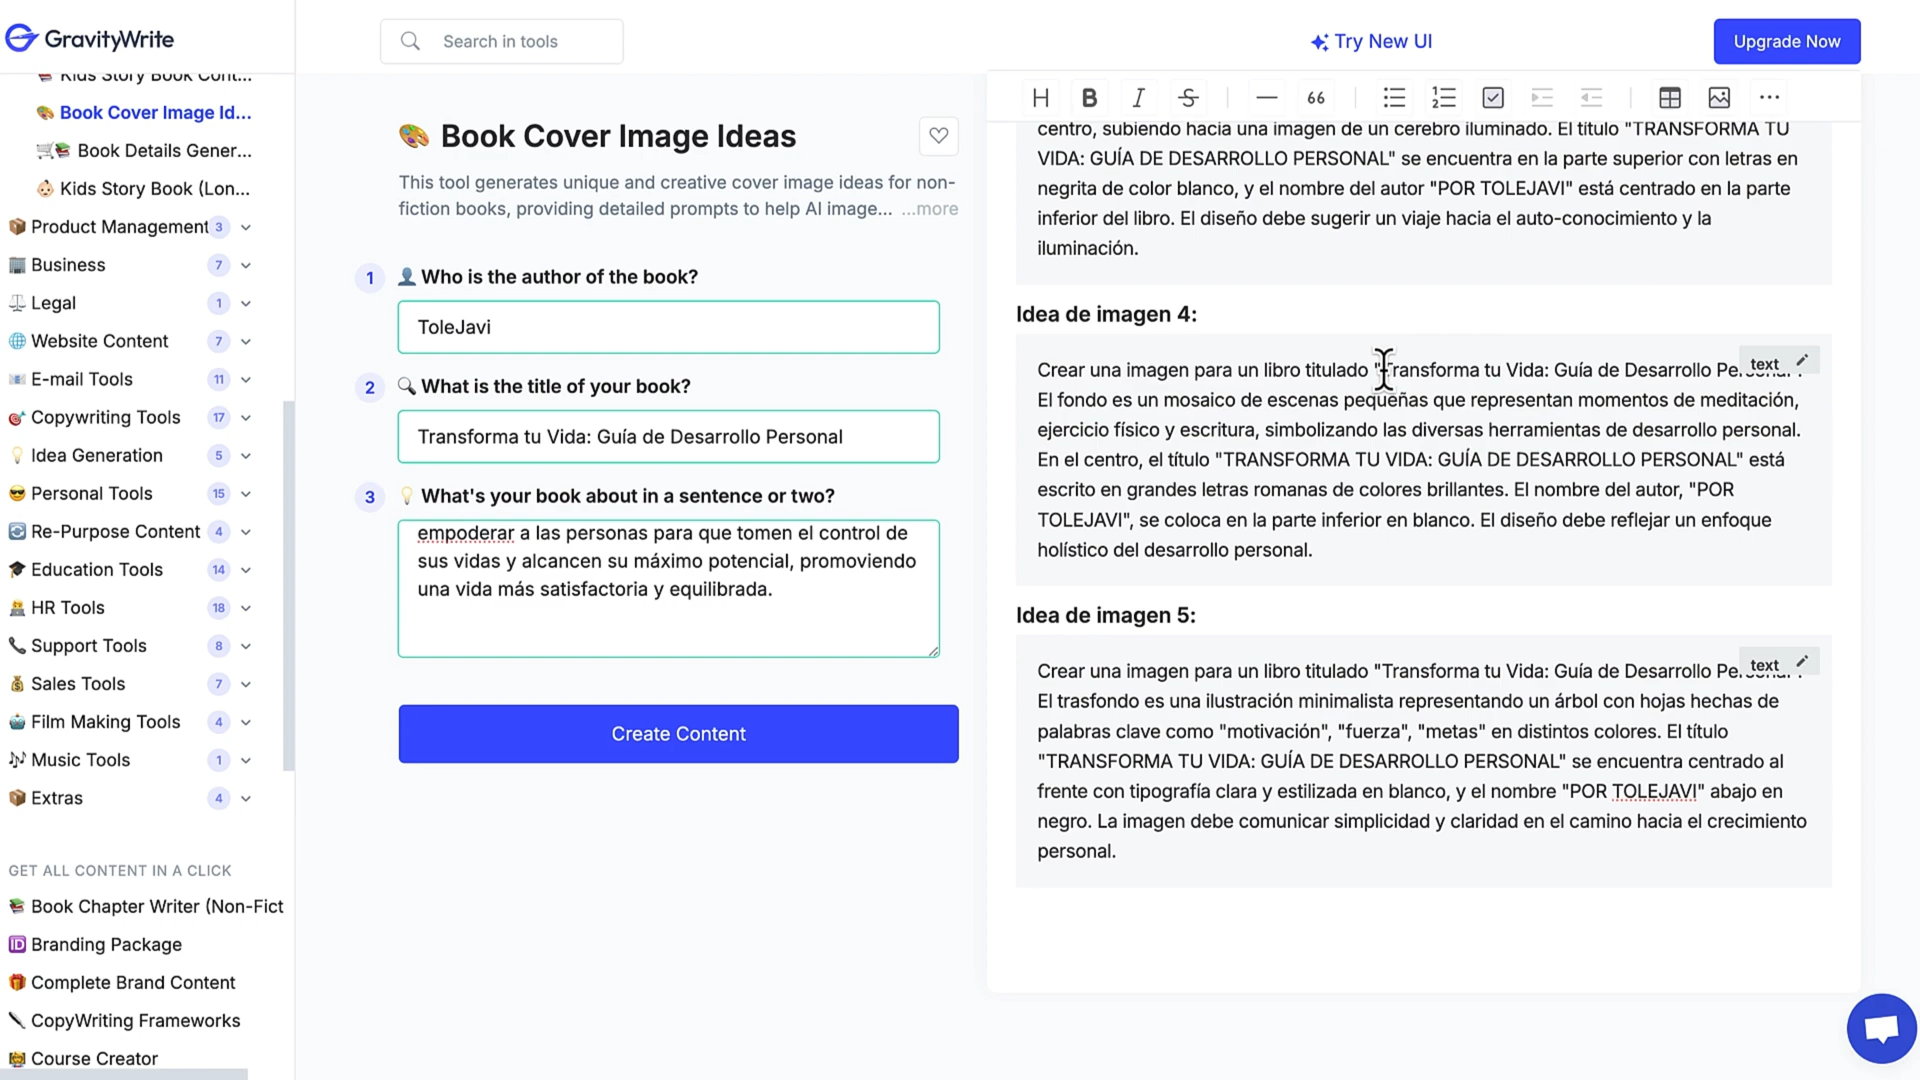 GravityWrite
Search in tools
Try New UI
Upgrade Now
Kids Story Book Cont...
Book Cover Image Id...
Book Details Gener...
Kids Story Book (Lon...
Product Management 3
Business 7
Legal 1
Website Content 7
E-mail Tools 11
Copywriting Tools 17
Idea Generation 5
Personal Tools 15
Re-Purpose Content 4
Education Tools 14
HR Tools 18
Support Tools 8
Sales Tools 7
Film Making Tools 4
Music Tools 1
Extras 4
GET ALL CONTENT IN A CLICK
Book Chapter Writer (Non-Fict
ID Branding Package
Complete Brand Content
CopyWriting Frameworks
Course Creator
Book Cover Image Ideas
This tool generates unique and creative cover image ideas for non-
fiction books, providing detailed prompts to help AI image... ...more
1 Who is the author of the book?
ToleJavi
2 What is the title of your book?
Transforma tu Vida: Guía de Desarrollo Personal
3 What's your book about in a sentence or two?
empoderar a las personas para que tomen el control de
sus vidas y alcancen su máximo potencial, promoviendo
una vida más satisfactoria y equilibrada.
Create Content
H B I S 66
centro, subiendo hacia una imagen de un cerebro iluminado. El título "TRANSFORMA TU
VIDA: GUÍA DE DESARROLLO PERSONAL" se encuentra en la parte superior con letras en
negrita de color blanco, y el nombre del autor "POR TOLEJAVI" está centrado en la parte
inferior del libro. El diseño debe sugerir un viaje hacia el auto-conocimiento y la
iluminación.
Idea de imagen 4:
text
Crear una imagen para un libro titulado "Transforma tu Vida: Guía de Desarrollo Personal".
El fondo es un mosaico de escenas pequeñas que representan momentos de meditación,
ejercicio físico y escritura, simbolizando las diversas herramientas de desarrollo personal.
En el centro, el título "TRANSFORMA TU VIDA: GUÍA DE DESARROLLO PERSONAL" está
escrito en grandes letras romanas de colores brillantes. El nombre del autor, "POR
TOLEJAVI", se coloca en la parte inferior en blanco. El diseño debe reflejar un enfoque
holístico del desarrollo personal.
Idea de imagen 5:
text
Crear una imagen para un libro titulado "Transforma tu Vida: Guía de Desarrollo Personal".
El trasfondo es una ilustración minimalista representando un árbol con hojas hechas de
palabras clave como "motivación", "fuerza", "metas" en distintos colores. El título
"TRANSFORMA TU VIDA: GUÍA DE DESARROLLO PERSONAL" se encuentra centrado al
frente con tipografía clara y estilizada en blanco, y el nombre "POR TOLEJAVI" abajo en
negro. La imagen debe comunicar simplicidad y claridad en el camino hacia el crecimiento
personal.